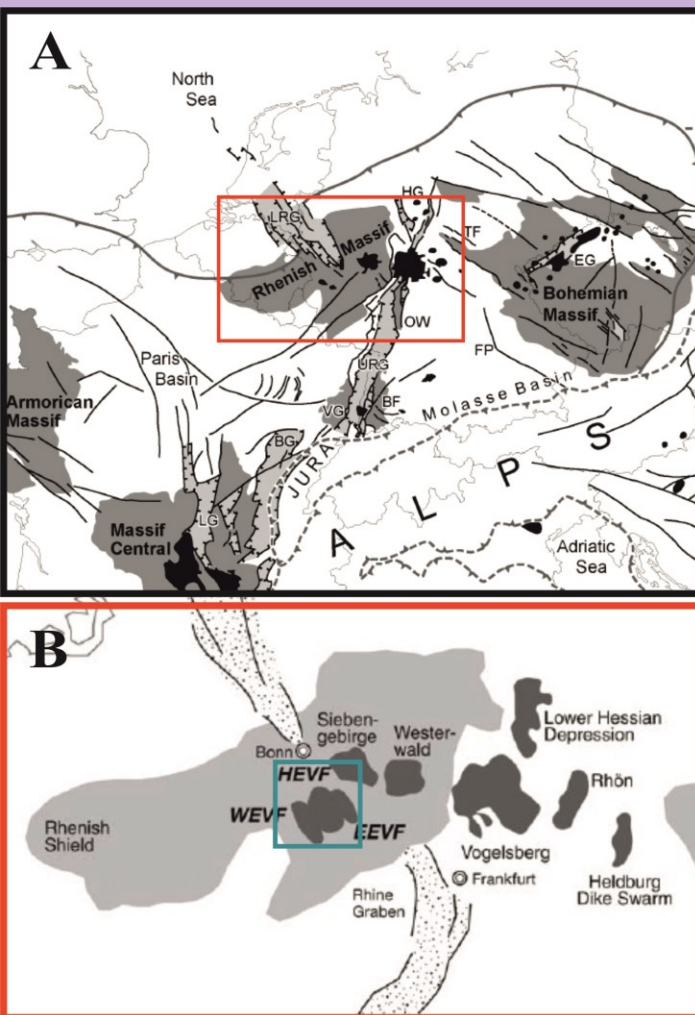 A
North
Sea
HG
LRG
TF
Massif
Rhenish
EG
Bohemian
Massif
OW
FP
Paris
Basin
URG
Armorican
Massif
VG
BF
Molasse Basin
BG
JURA
ALPS
LG
Massif
Central
Adriatic
Sea
B
Sieben-
gebirge
Wester-
wald
Lower Hessian
Depression
Bonn
HEVF
Rhön
WEVF
EEVF
Rhenish
Shield
Vogelsberg
Frankfurt
Heldburg
Dike Swarm
Rhine
Graben